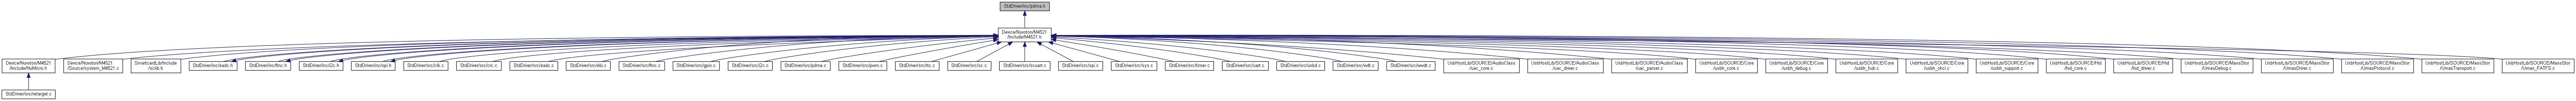 StdDriver/inc/pdma.h
Device/Nuvoton/M4521
/Include/M4521.h
Device/Nuvoton/M4521
/Include/NuMicro.h
Device/Nuvoton/M4521
/Source/system_M4521.c
SmartcardLib/Include
/sclib.h
StdDriver/inc/eadc.h
StdDriver/inc/fmc.h
StdDriver/inc/i2c.h
StdDriver/inc/spi.h
StdDriver/src/clk.c
StdDriver/src/crc.c
StdDriver/src/eadc.c
StdDriver/src/ebi.c
StdDriver/src/fmc.c
StdDriver/src/gpio.c
StdDriver/src/i2c.c
StdDriver/src/pdma.c
StdDriver/src/pwm.c
StdDriver/src/rtc.c
StdDriver/src/sc.c
StdDriver/src/scuart.c
StdDriver/src/spi.c
StdDriver/src/sys.c
StdDriver/src/timer.c
StdDriver/src/uart.c
StdDriver/src/usbd.c
StdDriver/src/wdt.c
StdDriver/src/wwdt.c
UsbHostLib/SOURCE/AudioClass
/uac_core.c
UsbHostLib/SOURCE/AudioClass
/uac_driver.c
UsbHostLib/SOURCE/AudioClass
/uac_parser.c
UsbHostLib/SOURCE/Core
/usbh_core.c
UsbHostLib/SOURCE/Core
/usbh_debug.c
UsbHostLib/SOURCE/Core
/usbh_hub.c
UsbHostLib/SOURCE/Core
/usbh_ohci.c
UsbHostLib/SOURCE/Core
/usbh_support.c
UsbHostLib/SOURCE/Hid
/hid_core.c
UsbHostLib/SOURCE/Hid
/hid_driver.c
UsbHostLib/SOURCE/MassStor
/UmasDebug.c
UsbHostLib/SOURCE/MassStor
/UmasDriver.c
UsbHostLib/SOURCE/MassStor
/UmasProtocol.c
UsbHostLib/SOURCE/MassStor
/UmasTransport.c
UsbHostLib/SOURCE/MassStor
/Umas_FATFS.c
StdDriver/src/retarget.c